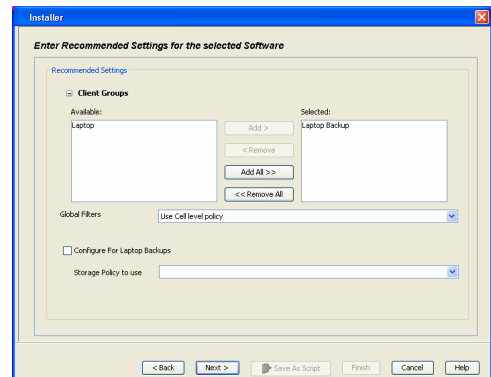 Installer
Enter Recommended Settings for the selected Software
Recommended Settings
Client Groups
Available:
Selected:
Laptop
Laptop Backup
Add >
< Remove
Add All >>
<< Remove All
Global Filters
Use Cell level policy
Configure For Laptop Backups
Storage Policy to use
< Back
Next >
Save As Script
Finish
Cancel
Help